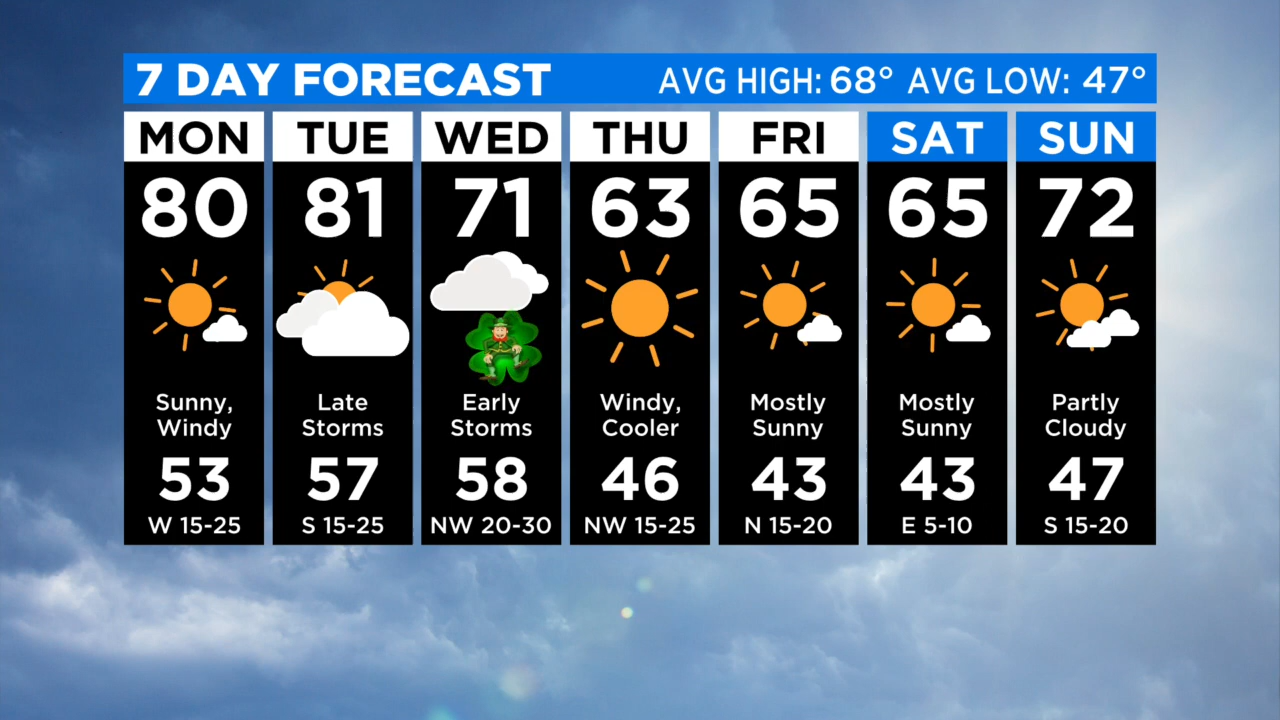 7 DAY FORECAST AVG HIGH: 68° AVG LOW: 47°
MON TUE WED THU FRI SAT SUN
80 81 71 63 65 65 72
Sunny, Late Early Windy, Mostly Mostly Partly
Windy Storms Storms Cooler Sunny Sunny Cloudy
53 57 58 46 43 43 47
W 15-25 S 15-25 NW 20-30 NW 15-25 N 15-20 E 5-10 S 15-20